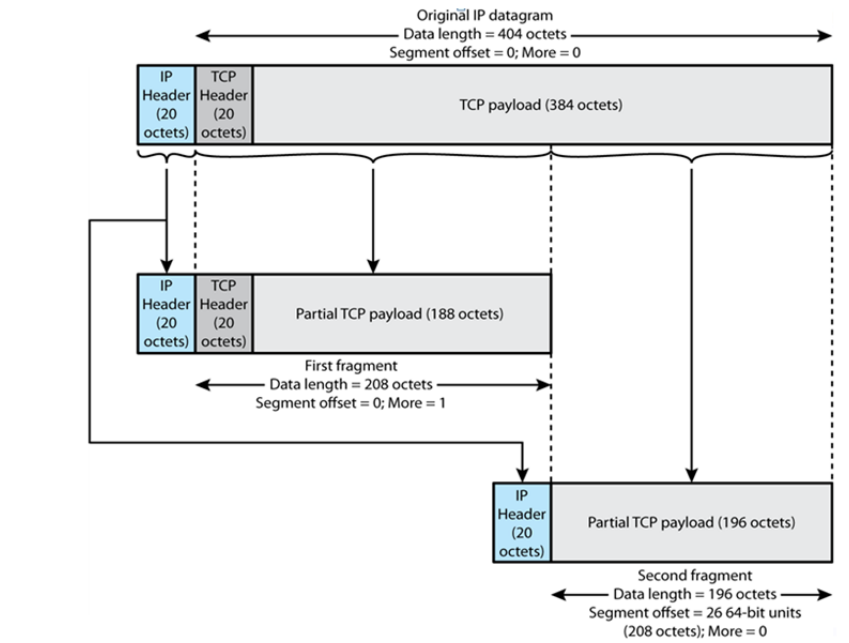 Original IP datagram
Data length = 404 octets
Segment offset = 0; More = 0
IP
Header
(20
octets)
TCP
Header
(20
octets)
TCP payload (384 octets)
IP
Header
(20
octets)
TCP
Header
(20
octets)
Partial TCP payload (188 octets)
First fragment
Data length = 208 octets
Segment offset = 0; More = 1
IP
Header
(20
octets)
Partial TCP payload (196 octets)
Second fragment
Data length = 196 octets
Segment offset = 26 64-bit units
(208 octets); More = 0